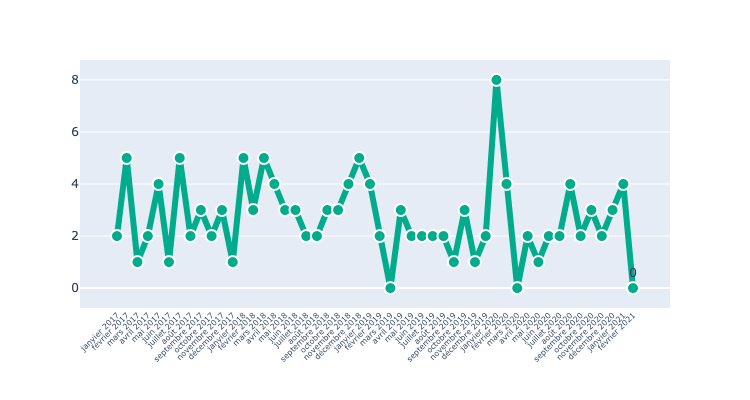 8
6
4
2
0
0
janvier 2017
février 2017
mars 2017
avril 2017
mai 2017
juin 2017
juillet 2017
août 2017
septembre 2017
octobre 2017
novembre 2017
décembre 2017
janvier 2018
février 2018
mars 2018
avril 2018
mai 2018
juin 2018
juillet 2018
août 2018
septembre 2018
octobre 2018
novembre 2018
décembre 2018
janvier 2019
février 2019
mars 2019
avril 2019
mai 2019
juin 2019
juillet 2019
août 2019
septembre 2019
octobre 2019
novembre 2019
décembre 2019
janvier 2020
février 2020
mars 2020
avril 2020
mai 2020
juin 2020
juillet 2020
août 2020
septembre 2020
octobre 2020
novembre 2020
décembre 2020
janvier 2021
février 2021